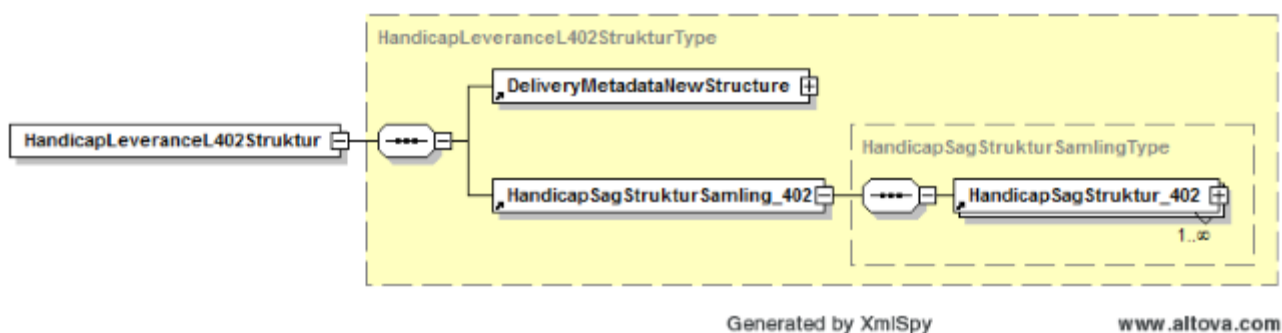 HandicapLeveranceL402StrukturType
DeliveryMetadataNewStructure
HandicapLeveranceL402Struktur
HandicapSagStrukturSamlingType
HandicapSagStrukturSamling_402
HandicapSagStruktur_402
1..∞
Generated by XmlSpy
www.altova.com